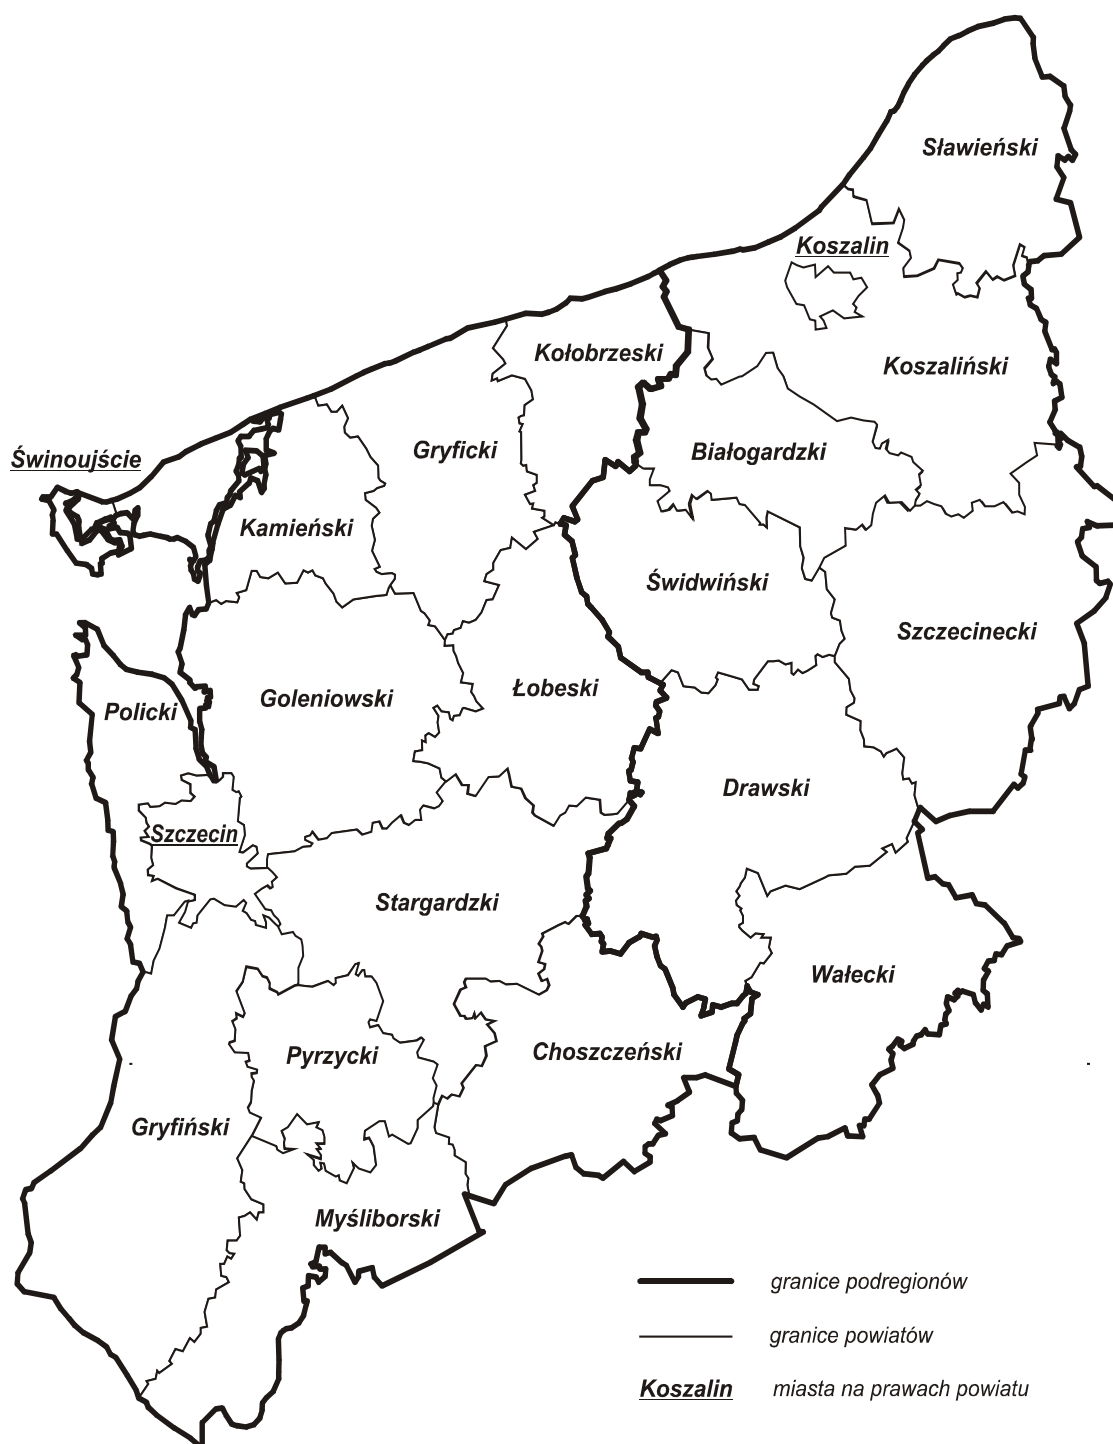 Sławieński
Koszalin
Kołobrzeski
Koszaliński
Gryficki
Białogardzki
Świnoujście
Kamieński
Świdwiński
Szczecinecki
Goleniowski
Łobeski
Policki
Drawski
Szczecin
Stargardzki
Wałecki
Pyrzycki
Choszczeński
Gryfiński
Myśliborski
granice podregionów
granice powiatów
Koszalin miasta na prawach powiatu